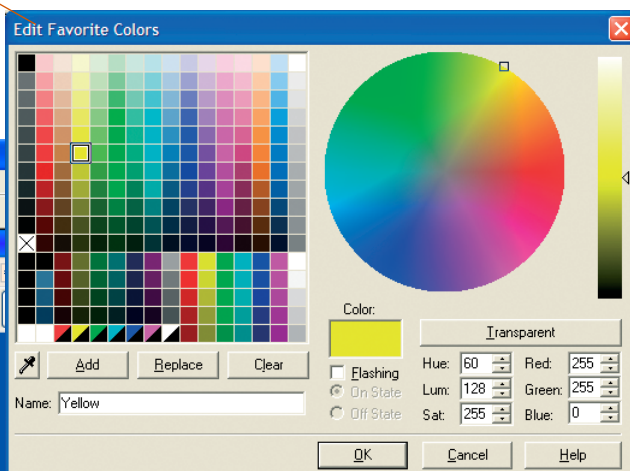 Edit Favorite Colors
Color:
Transparent
Flashing
On State
Off State
Hue: 60
Red: 255
Lum: 128
Green: 255
Sat: 255
Blue: 0
Add
Replace
Clear
Name: Yellow
OK
Cancel
Help